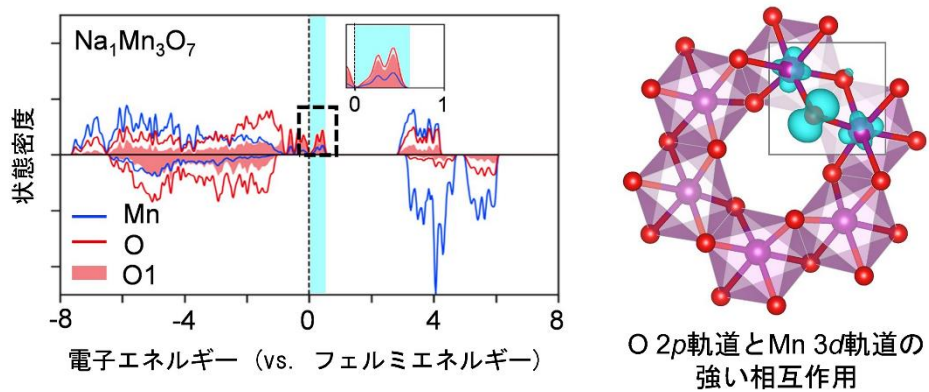 Na₁Mn₃O₇
状態密度
Mn
O
O1
0 1
-8 -4 0 4 8
電子エネルギー（vs. フェルミエネルギー）
O 2p軌道とMn 3d軌道の
強い相互作用